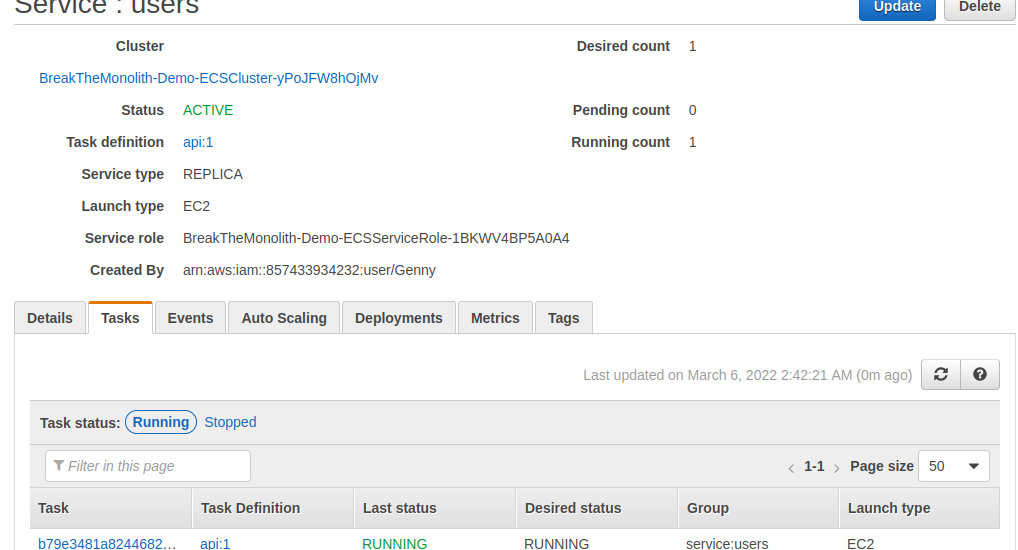 Service : users
Update Delete
Cluster Desired count 1
BreakTheMonolith-Demo-ECSCluster-yPoJFW8hOjMv
Status ACTIVE Pending count 0
Task definition api:1 Running count 1
Service type REPLICA
Launch type EC2
Service role BreakTheMonolith-Demo-ECSServiceRole-1BKWV4BP5A0A4
Created By arn:aws:iam::857433934232:user/Genny
Details Tasks Events Auto Scaling Deployments Metrics Tags
Last updated on March 6, 2022 2:42:21 AM (0m ago)
Task status: Running Stopped
Filter in this page 1-1 Page size 50
Task Task Definition Last status Desired status Group Launch type
b79e3481a8244682... api:1 RUNNING RUNNING service:users EC2